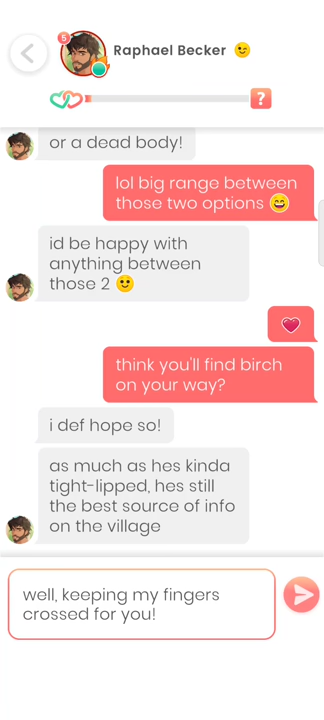 5
Raphael Becker 😉
?
or a dead body!
lol big range between
those two options 😄
id be happy with
anything between
those 2 🙂
💗
think you'll find birch
on your way?
i def hope so!
as much as hes kinda
tight-lipped, hes still
the best source of info
on the village
well, keeping my fingers
crossed for you!